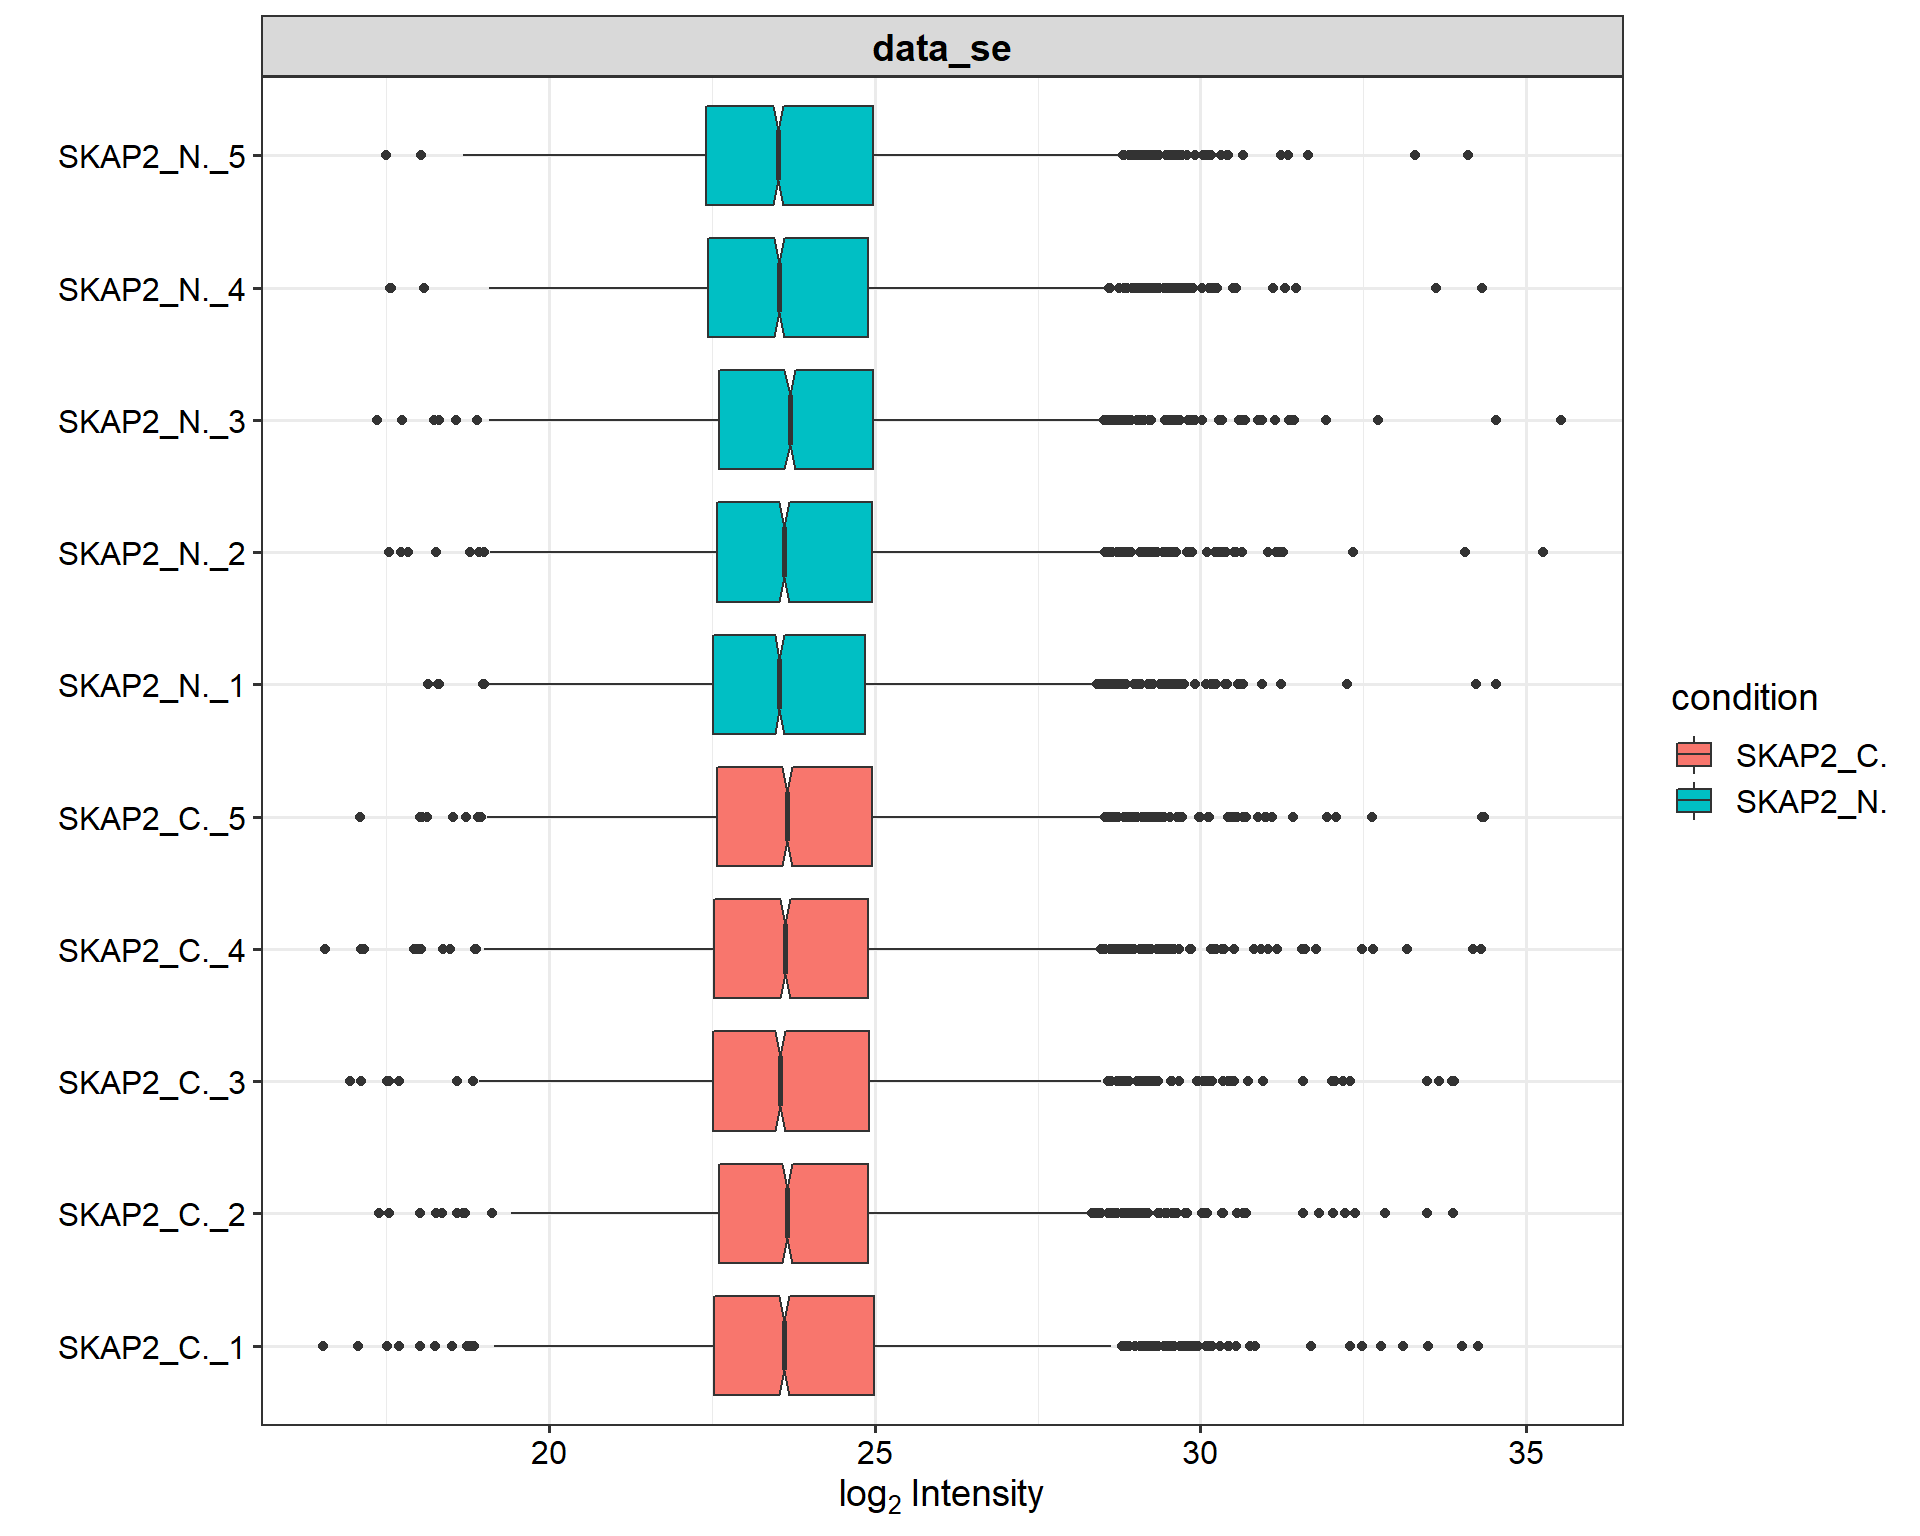 data_se
SKAP2_N._5
SKAP2_N._4
SKAP2_N._3
SKAP2_N._2
SKAP2_N._1
SKAP2_C._5
SKAP2_C._4
SKAP2_C._3
SKAP2_C._2
SKAP2_C._1
20 25 30 35
log₂ Intensity
condition
SKAP2_C.
SKAP2_N.